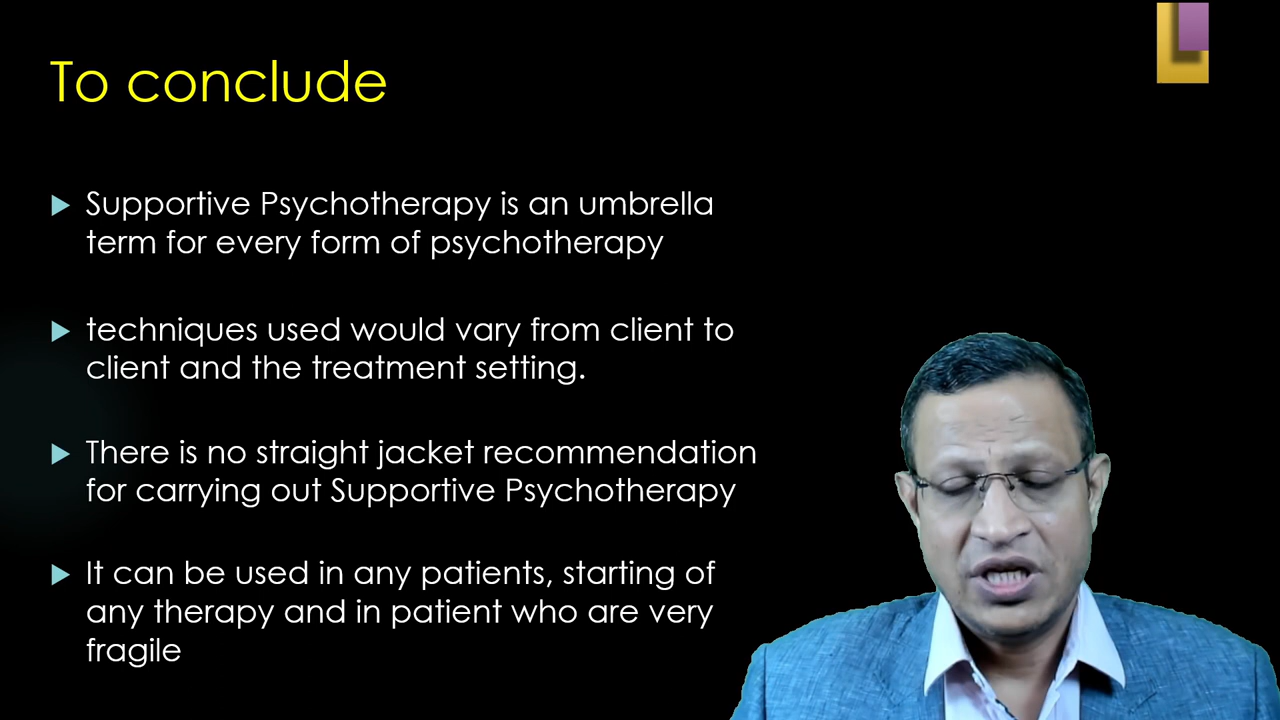 To conclude
Supportive Psychotherapy is an umbrella
term for every form of psychotherapy
techniques used would vary from client to
client and the treatment setting.
There is no straight jacket recommendation
for carrying out Supportive Psychotherapy
It can be used in any patients, starting of
any therapy and in patient who are very
fragile